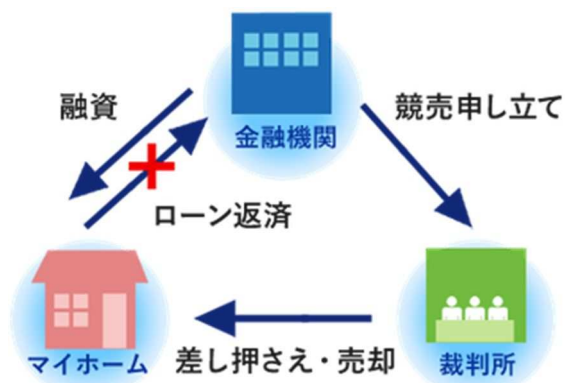 融資
競売申し立て
金融機関
ローン返済
マイホーム
差し押さえ・売却
裁判所